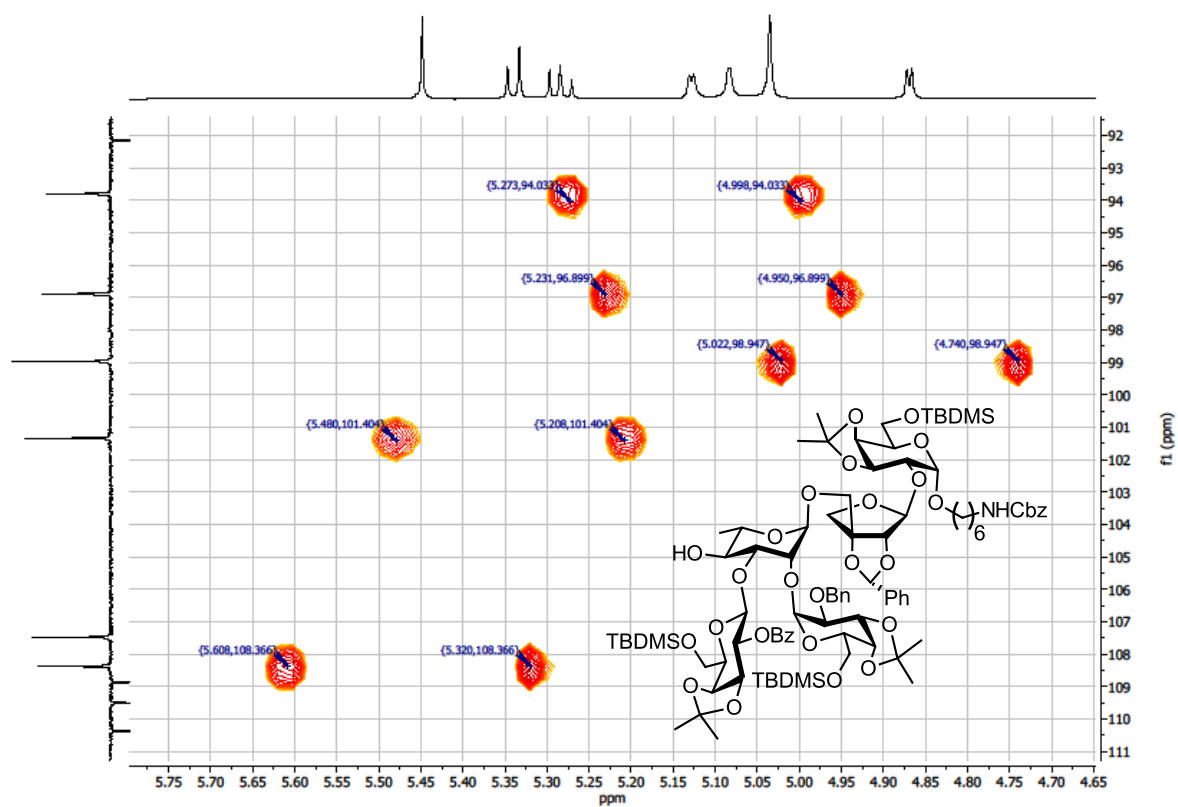 92
93
{5.273,94.033}
{4.998,94.033}
94
95
96
{5.231,96.899}
{4.950,96.899}
97
98
{5.022,98.947}
{4.740,98.947}
99
100
{5.480,101.404}
{5.208,101.404}
OTBDMS
101
O
O
102
O
O
103
O
O
O
NHCbz
6
104
O
HO
105
O
O
O
O
106
OBn
Ph
107
O
O
{5.608,108.366}
{5.320,108.366}
TBDMSO
OBz
O
108
TBDMSO
O
O
O
109
110
111
f1 (ppm)
5.75 5.70 5.65 5.60 5.55 5.50 5.45 5.40 5.35 5.30 5.25 5.20 5.15 5.10 5.05 5.00 4.95 4.90 4.85 4.80 4.75 4.70 4.65
ppm